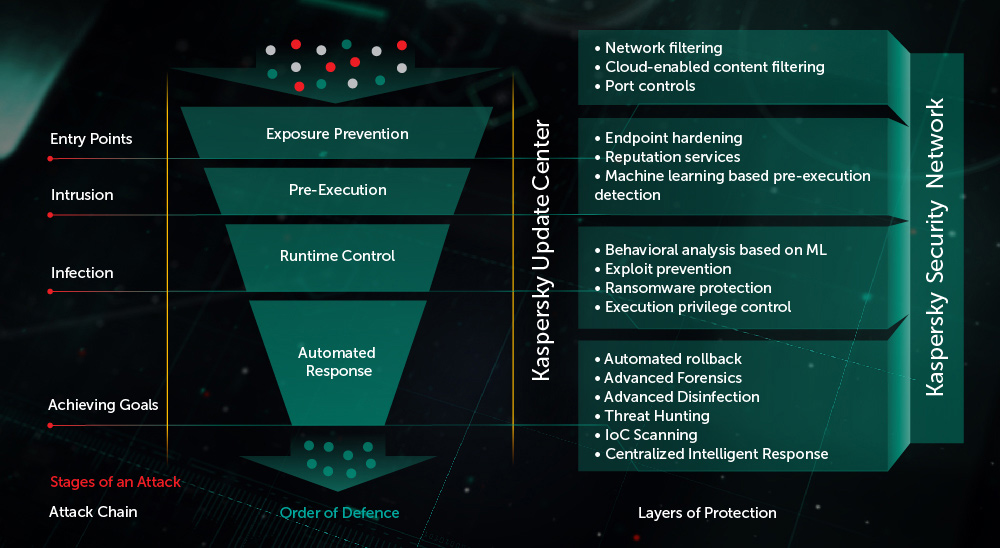 Entry Points
Intrusion
Infection
Achieving Goals
Stages of an Attack
Attack Chain
Exposure Prevention
Pre-Execution
Runtime Control
Automated
Response
Order of Defence
Kaspersky Update Center
• Network filtering
• Cloud-enabled content filtering
• Port controls
• Endpoint hardening
• Reputation services
• Machine learning based pre-execution
detection
• Behavioral analysis based on ML
• Exploit prevention
• Ransomware protection
• Execution privilege control
• Automated rollback
• Advanced Forensics
• Advanced Disinfection
• Threat Hunting
• IoC Scanning
• Centralized Intelligent Response
Layers of Protection
Kaspersky Security Network